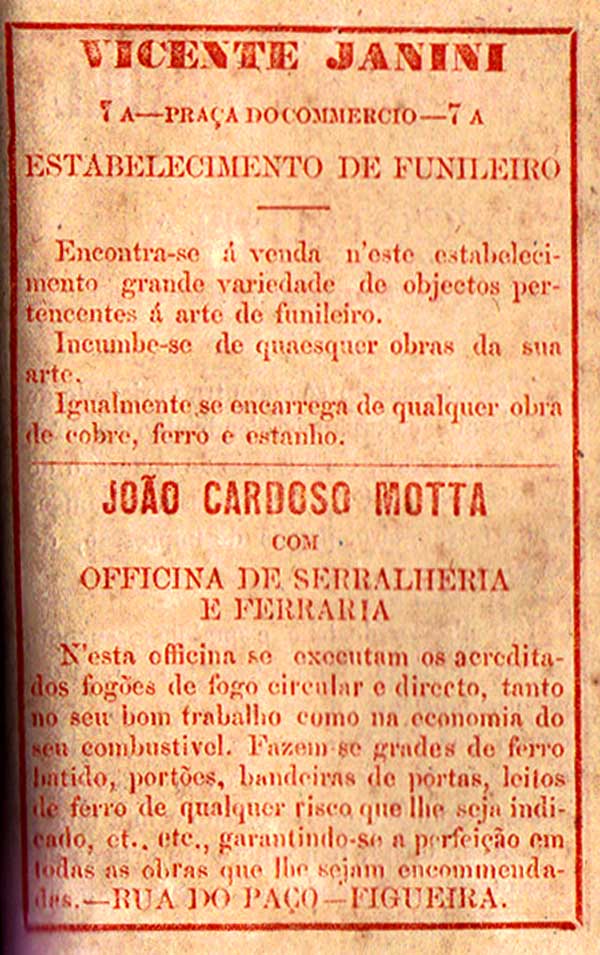 VICENTE JANINI
7 A—PRAÇA DO COMMERCIO—7 A
ESTABELECIMENTO DE FUNILEIRO
Encontra-se á venda n'este estabeleci-
mento grande variedade de objectos per-
tencentes á arte de funileiro.
Incumbe-se de quaesquer obras da sua
arte.
Igualmente se encarrega de qualquer obra
de cobre, ferro e estanho.
JOÃO CARDOSO MOTTA
COM
OFFICINA DE SERRALHERIA
E FERRARIA
N'esta officina se executam os acredita-
dos fogões de fogo circular e directo, tanto
no seu bom trabalho como na economia do
seu combustivel. Fazem-se grades de ferro
batido, portões, bandeiras de portas, leitos
de ferro de qualquer risco que lhe seja indi-
cado, et., etc., garantindo-se a perfeição em
todas as obras que lhe sejam encommenda-
das.—RUA DO PAÇO—FIGUEIRA.